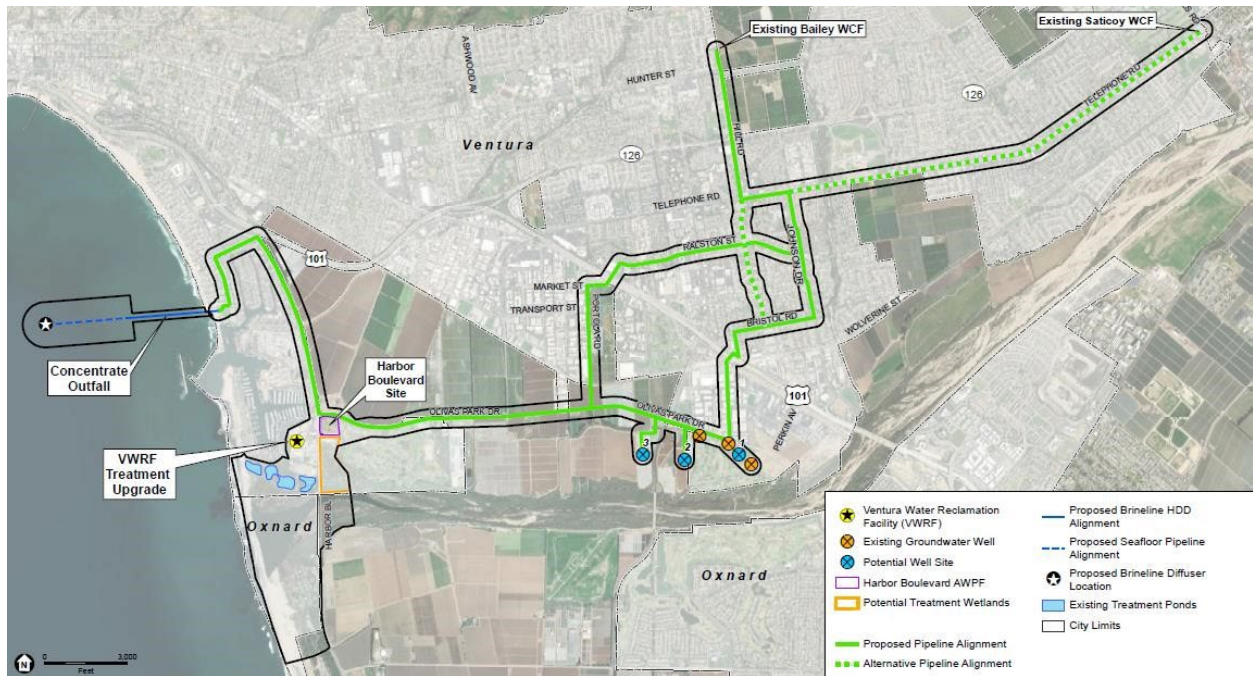 Existing Bailey WCF
Existing Saticoy WCF
ASHWOOD AV
HUNTER ST
126
TELEPHONE RD
HILL RD
Ventura
126
TELEPHONE RD
RALSTON ST
JOHNSON DR
101
MARKET ST
TRANSPORT ST
PORTOLA RD
BRISTOL RD
WOLVERINE ST
Concentrate
Outfall
Harbor
Boulevard
Site
101
OLIVAS PARK DR
OLIVAS PARK DR
PERKIN AV
3
2
1
VWRF
Treatment
Upgrade
Oxnard
HARBOR BL
Oxnard
N
0
3,000
Feet
Ventura Water Reclamation
Facility (VWRF)
Existing Groundwater Well
Potential Well Site
Harbor Boulevard AWPF
Potential Treatment Wetlands
Proposed Pipeline Alignment
Alternative Pipeline Alignment
Proposed Brineline HDD
Alignment
Proposed Seafloor Pipeline
Alignment
Proposed Brineline Diffuser
Location
Existing Treatment Ponds
City Limits